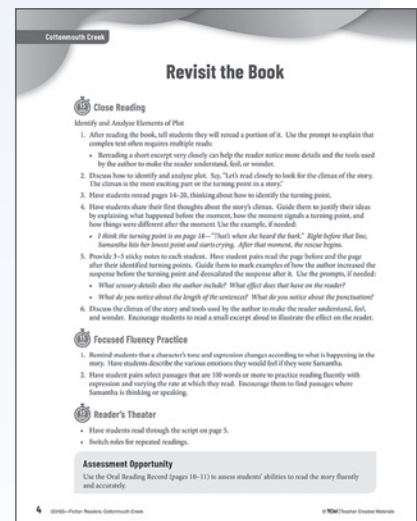 Cottonmouth Creek
Revisit the Book
Close Reading
Identify and Analyze Elements of Plot
1. After reading the book, tell students they will reread a portion of it. Use the prompt to explain that
complex text often requires multiple reads:
• Rereading a short excerpt very closely can help the reader notice more details and the tools used
by the author to make the reader understand, feel, or wonder.
2. Discuss how to identify and analyze plot. Say, "Let's read closely to look for the climax of the story.
The climax is the most exciting part or the turning point in a story."
3. Have students reread pages 14–20, thinking about how to identify the turning point.
4. Have students share their first thoughts about the story's climax. Guide them to justify their ideas
by explaining what happened before the moment, how the moment signals a turning point, and
how things were different after the moment. Use the example, if needed:
• I think the turning point is on page 18—"That's when she heard the bark." Right before that line,
Samantha hits her lowest point and starts crying. After that moment, the rescue begins.
5. Provide 3–5 sticky notes to each student. Have student pairs read the page before and the page
after their identified turning points. Guide them to mark examples of how the author increased the
suspense before the turning point and deescalated the suspense after it. Use the prompts, if needed:
• What sensory details does the author include? What effect does that have on the reader?
• What do you notice about the length of the sentences? What do you notice about the punctuation?
6. Discuss the climax of the story and tools used by the author to make the reader understand, feel,
and wonder. Encourage students to read a small excerpt aloud to illustrate the effect on the reader.
Focused Fluency Practice
1. Remind students that a character's tone and expression changes according to what is happening in the
story. Have students describe the various emotions they would feel if they were Samantha.
2. Have student pairs select passages that are 100 words or more to practice reading fluently with
expression and varying the rate at which they read. Encourage them to find passages where
Samantha is thinking or speaking.
Reader's Theater
• Have students read through the script on page 5.
• Switch roles for repeated readings.
Assessment Opportunity
Use the Oral Reading Record (pages 10–11) to assess students' abilities to read the story fluently
and accurately.
4 Fiction Readers: Cottonmouth Creek © TCM | Teacher Created Materials